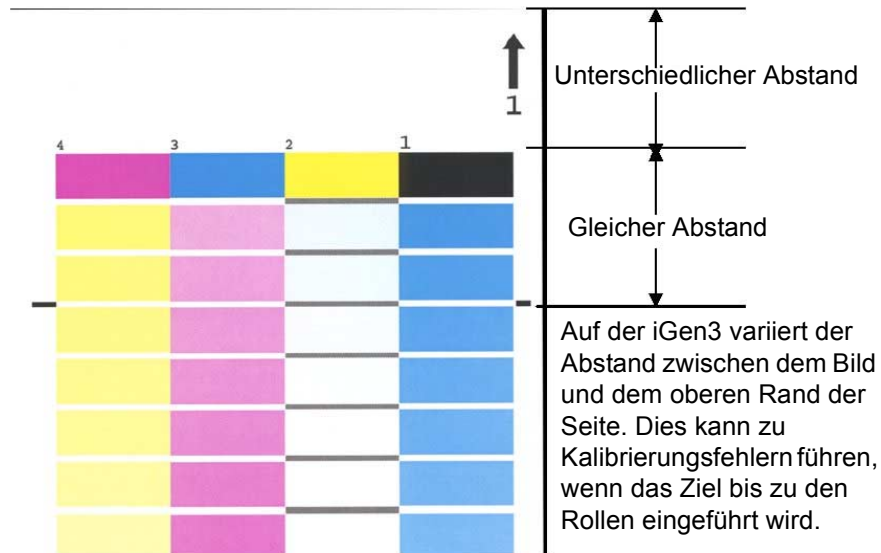 Unterschiedlicher Abstand
1
4 3 2 1
Gleicher Abstand
Auf der iGen3 variiert der
Abstand zwischen dem Bild
und dem oberen Rand der
Seite. Dies kann zu
Kalibrierungsfehlern führen,
wenn das Ziel bis zu den
Rollen eingeführt wird.